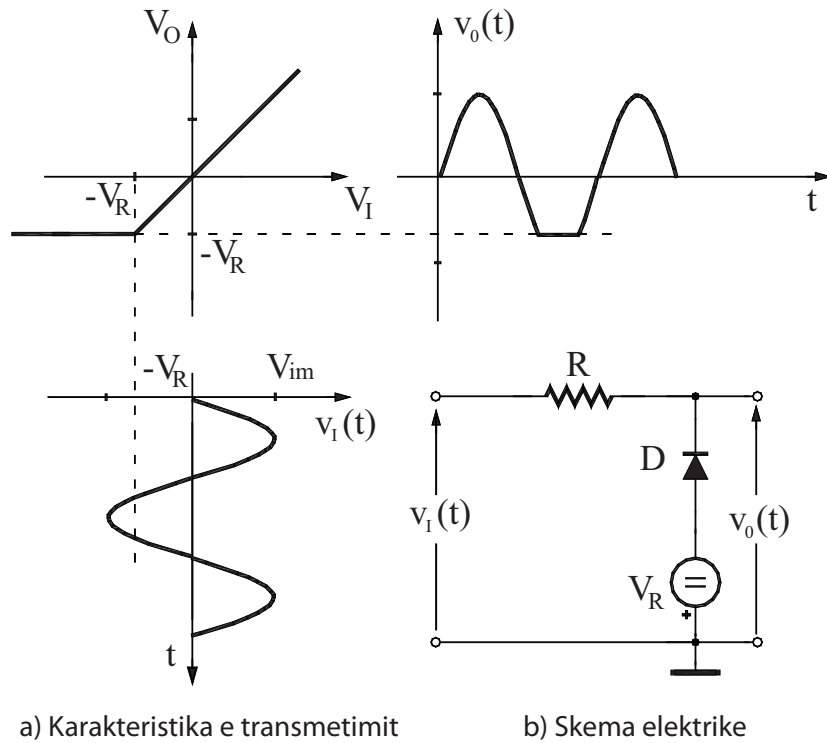 V_O
v_0(t)
-V_R
V_I
t
-V_R
-V_R
V_im
v_I(t)
t
R
D
v_I(t)
v_0(t)
V_R
=
+
a) Karakteristika e transmetimit
b) Skema elektrike